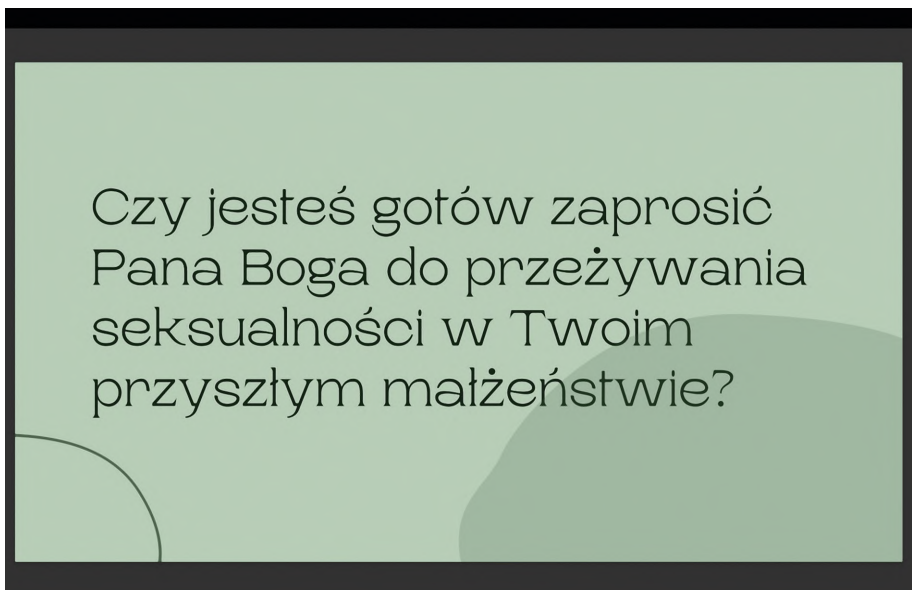 Czy jesteś gotów zaprosić
Pana Boga do przeżywania
seksualności w Twoim
przyszłym małżeństwie?